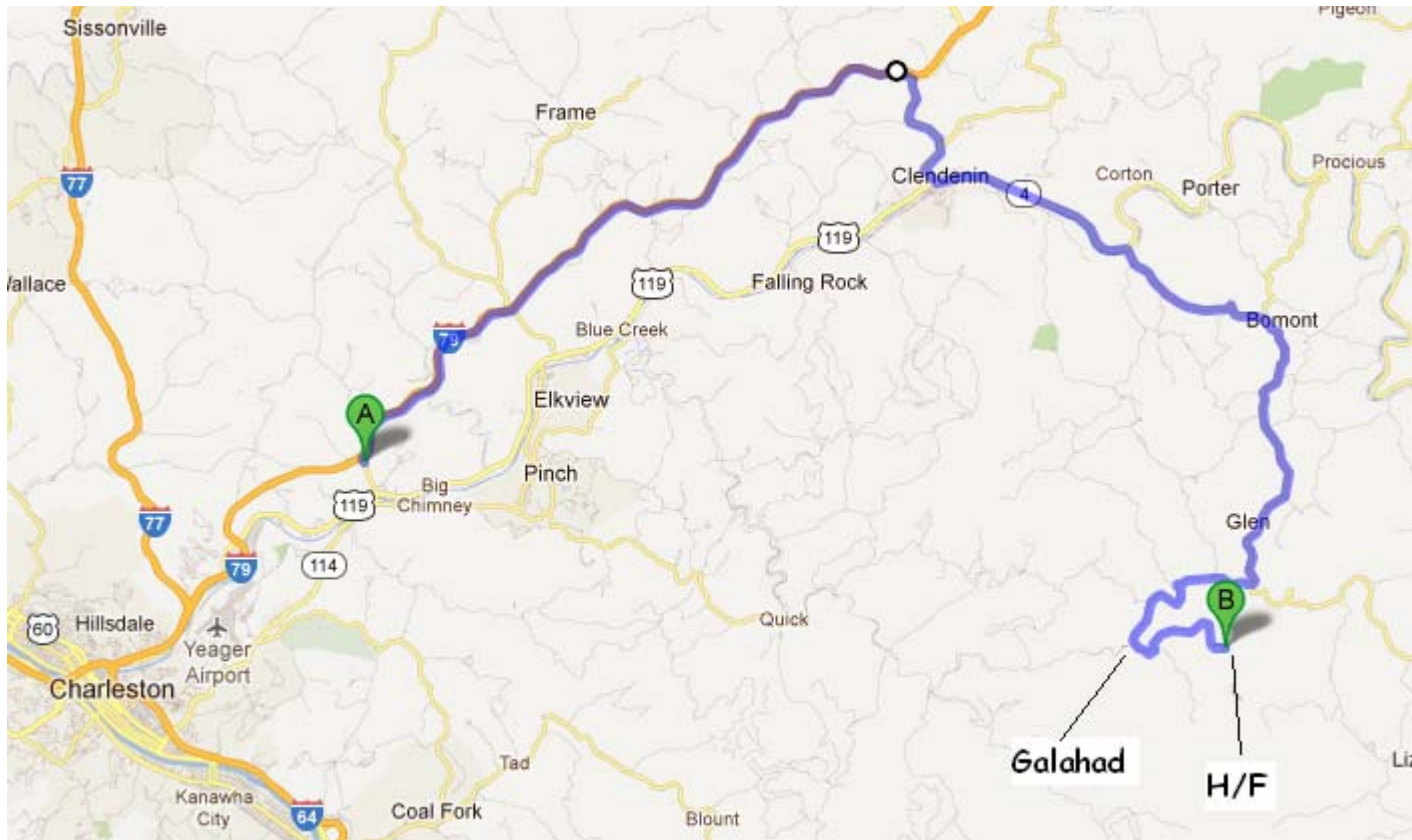 Sissonville
Pigeon
Frame
77
Clendenin
Corton
Procious
Porter
4
119
Wallace
Falling Rock
119
79
Blue Creek
Bomont
A
Elkview
Pinch
Big
Chimney
119
77
Glen
114
79
B
60
Hillsdale
Quick
Yeager
Airport
Charleston
Galahad
H/F
Tad
Kanawha
City
64
Coal Fork
Blount
Liz